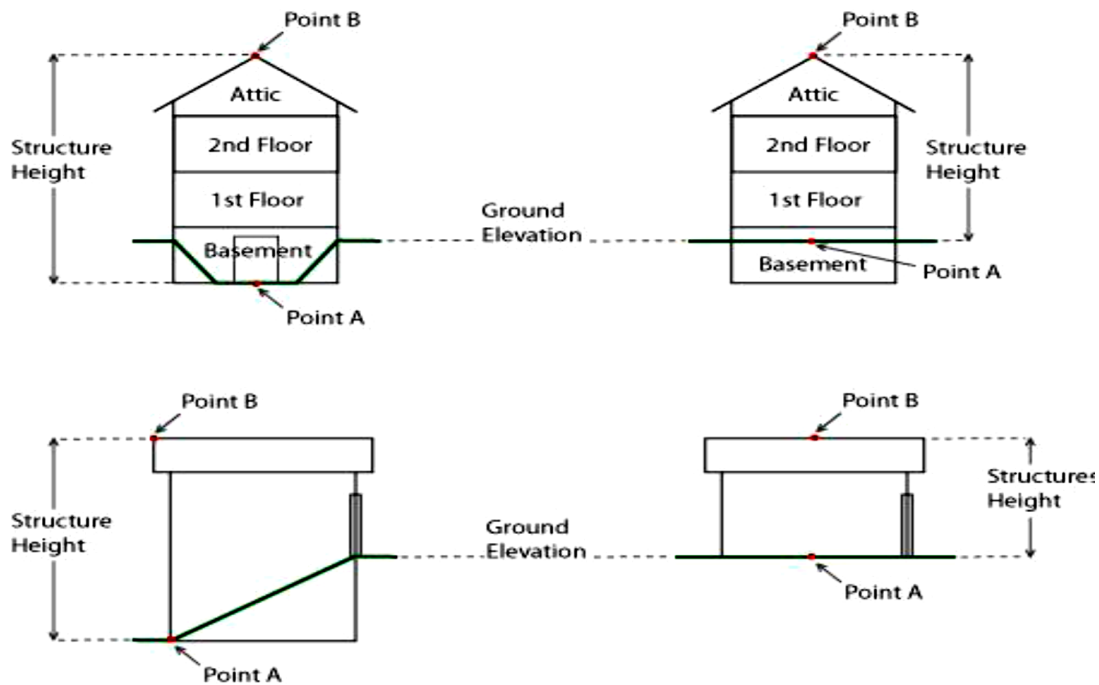 Point B
Attic
2nd Floor
1st Floor
Basement
Structure
Height
Point A
Ground
Elevation
Point B
Attic
2nd Floor
1st Floor
Basement
Structure
Height
Point A
Point B
Structure
Height
Point A
Ground
Elevation
Point B
Structures
Height
Point A